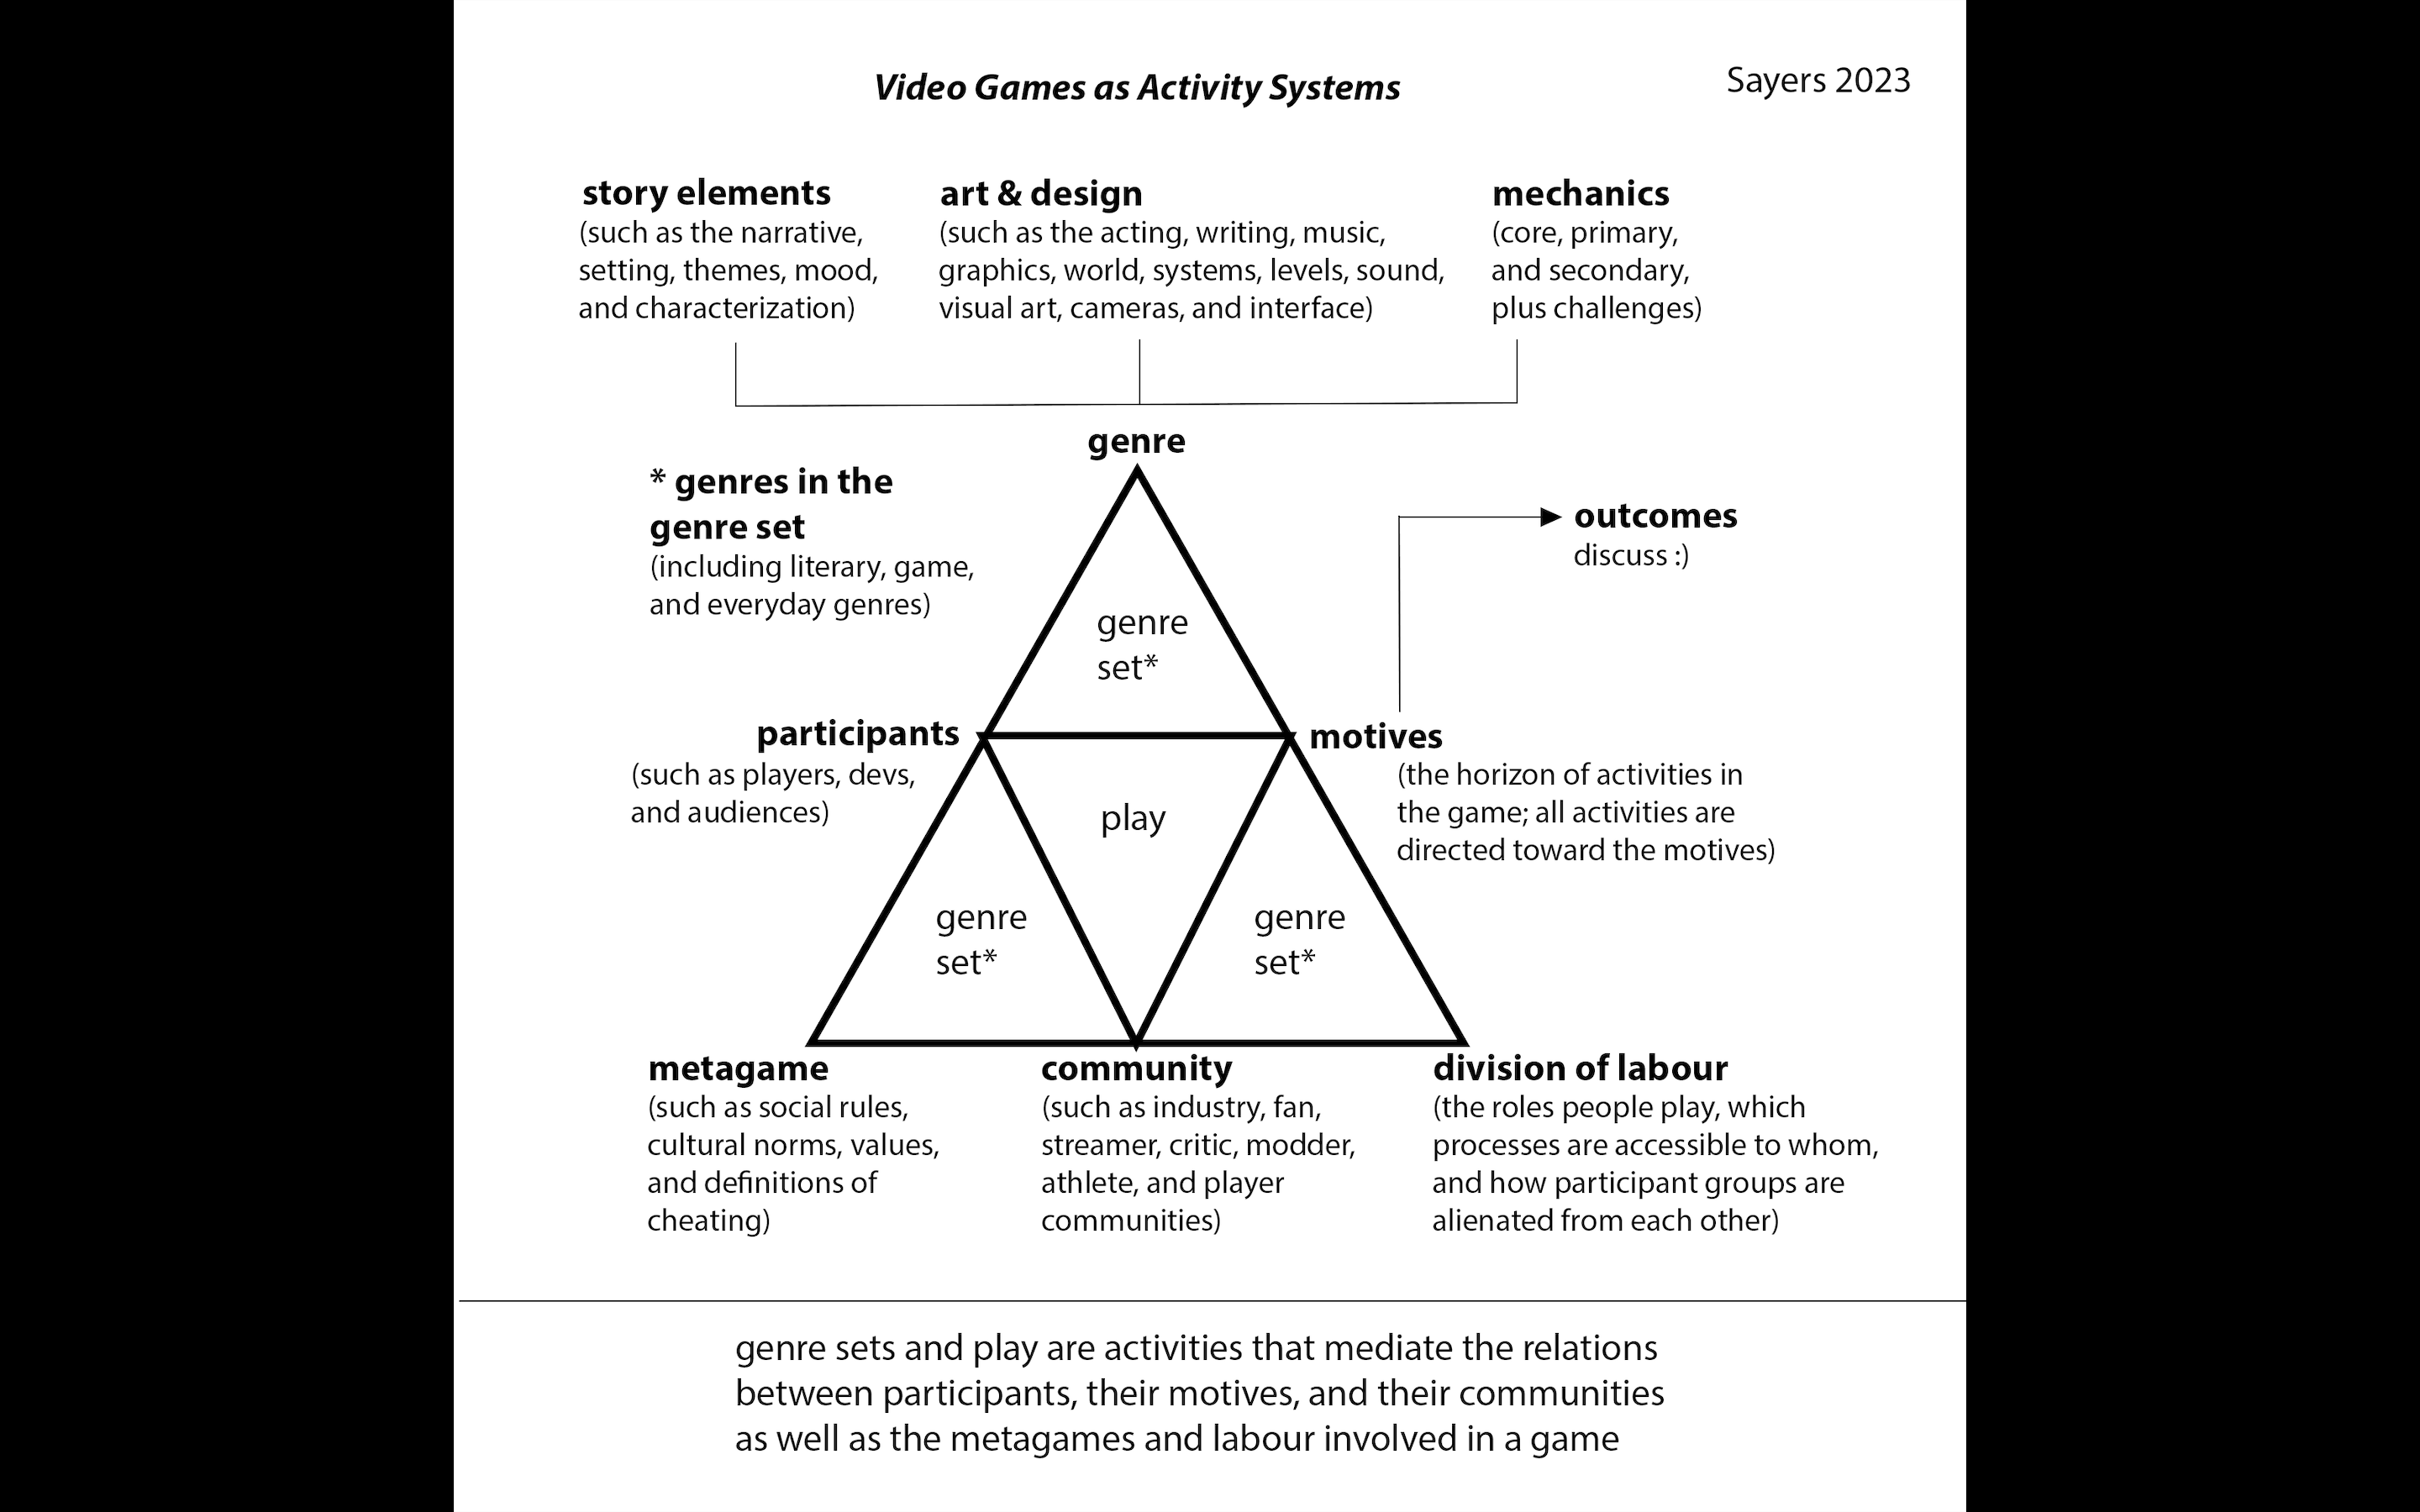 Video Games as Activity Systems
Sayers 2023
story elements
(such as the narrative,
setting, themes, mood,
and characterization)
art & design
(such as the acting, writing, music,
graphics, world, systems, levels, sound,
visual art, cameras, and interface)
mechanics
(core, primary,
and secondary,
plus challenges)
genre
* genres in the
genre set
(including literary, game,
and everyday genres)
outcomes
discuss :)
genre
set*
participants
(such as players, devs,
and audiences)
motives
(the horizon of activities in
the game; all activities are
directed toward the motives)
play
genre
set*
genre
set*
metagame
(such as social rules,
cultural norms, values,
and definitions of
cheating)
community
(such as industry, fan,
streamer, critic, modder,
athlete, and player
communities)
division of labour
(the roles people play, which
processes are accessible to whom,
and how participant groups are
alienated from each other)
genre sets and play are activities that mediate the relations
between participants, their motives, and their communities
as well as the metagames and labour involved in a game